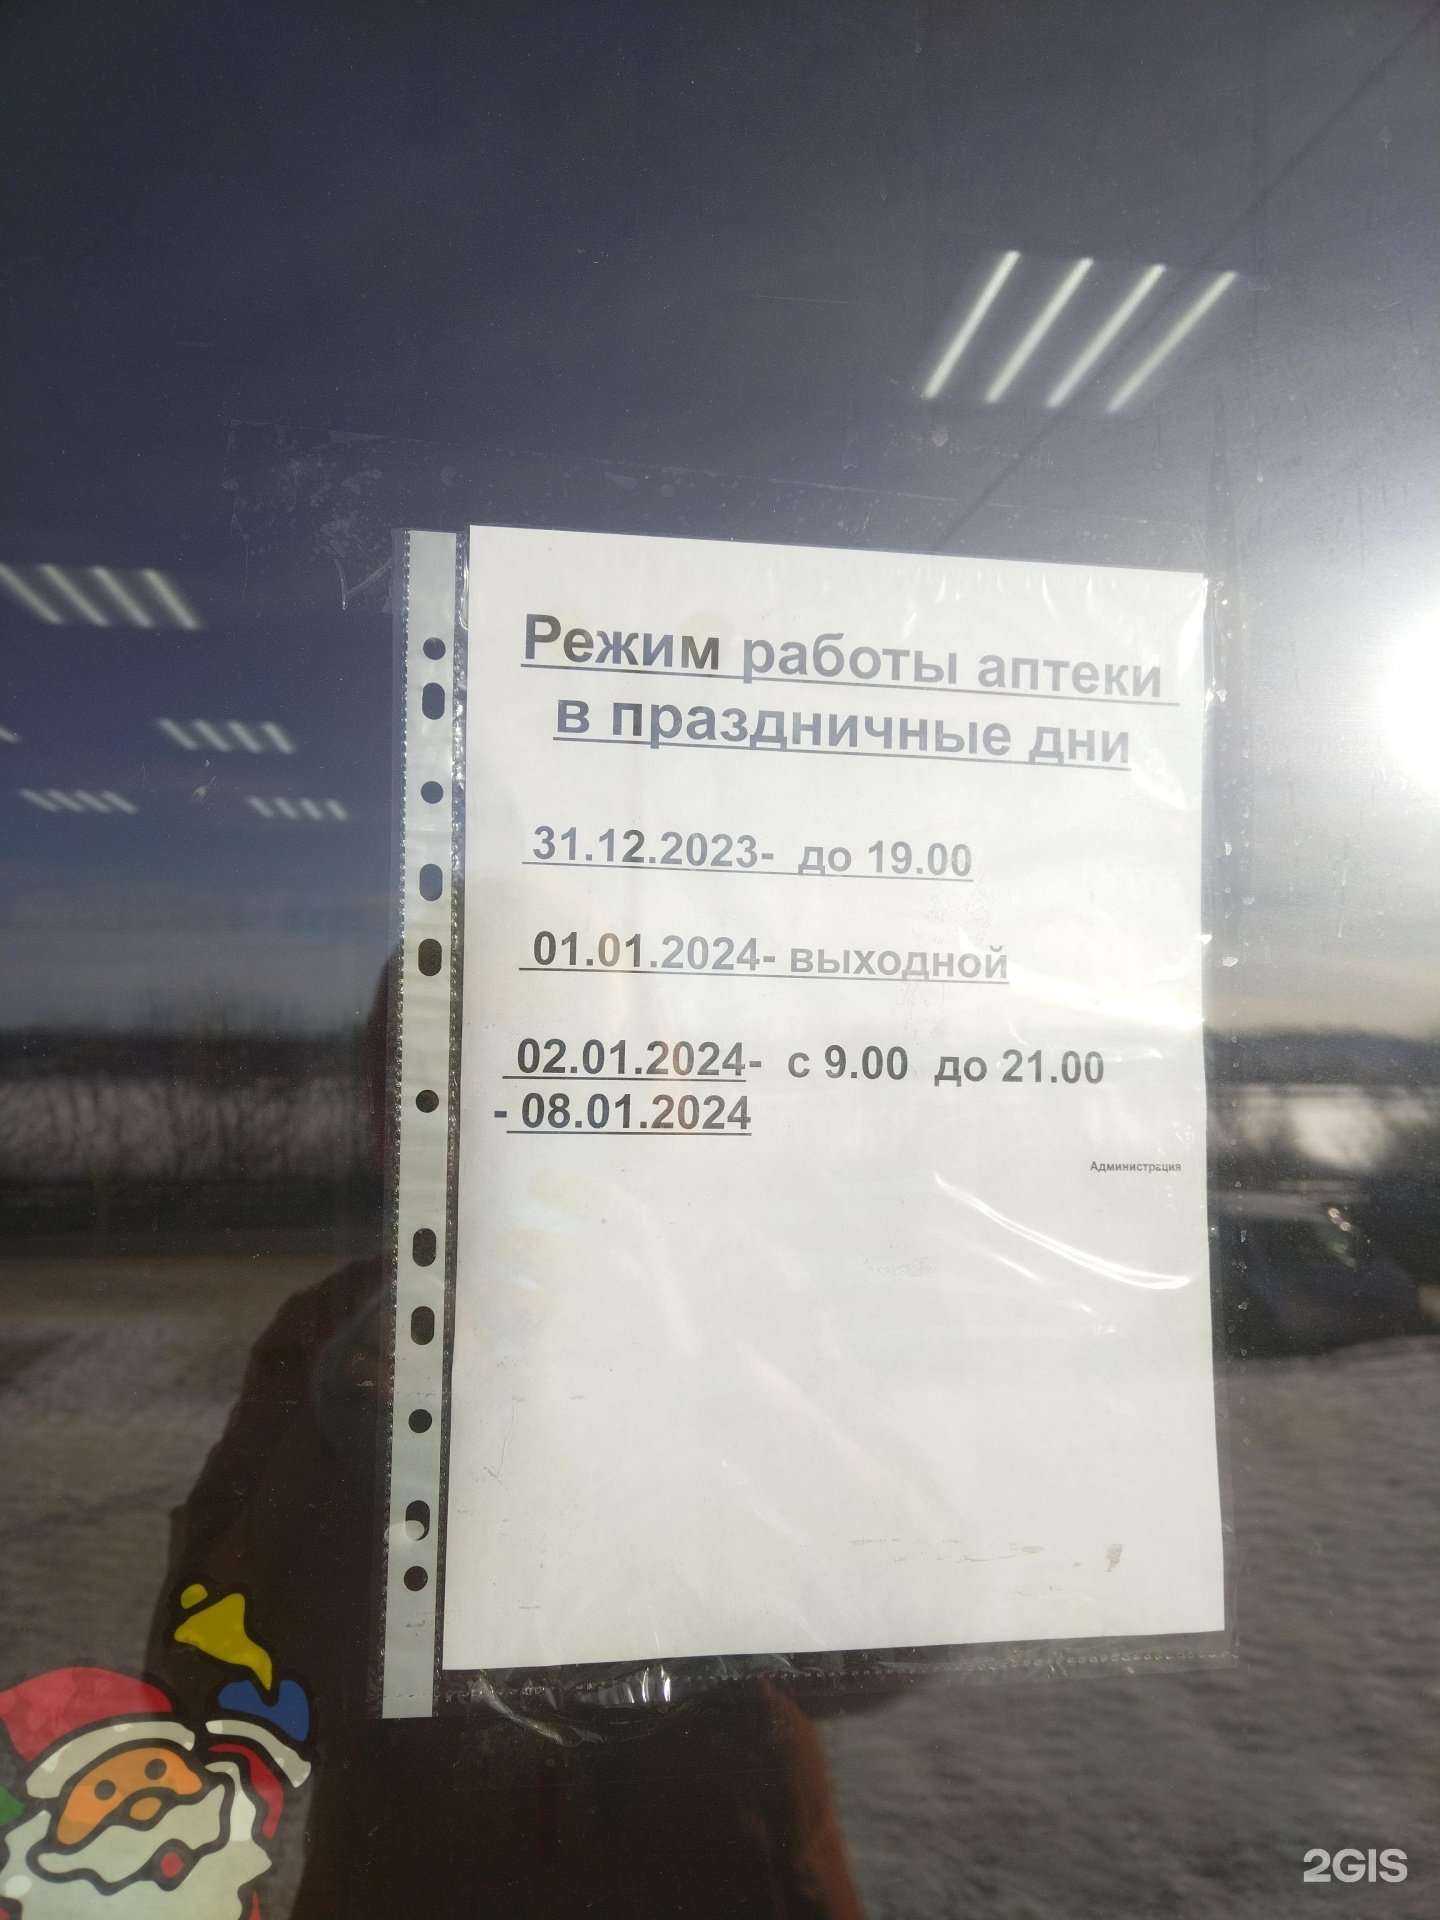 Режим работы аптеки
в праздничные дни
31.12.2023- до 19.00
01.01.2024- выходной
02.01.2024- с 9.00 до 21.00
- 08.01.2024
Администрация
2GIS